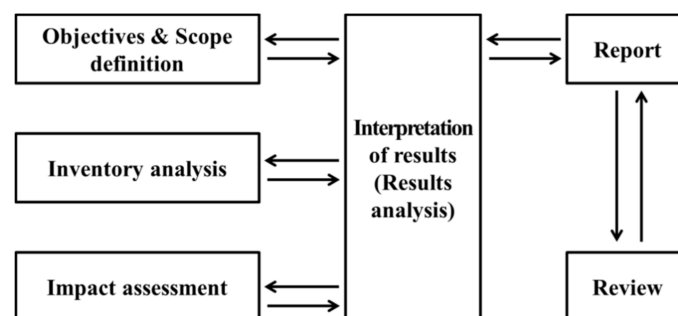 Objectives & Scope
definition
Inventory analysis
Impact assessment
Interpretation
of results
(Results
analysis)
Report
Review